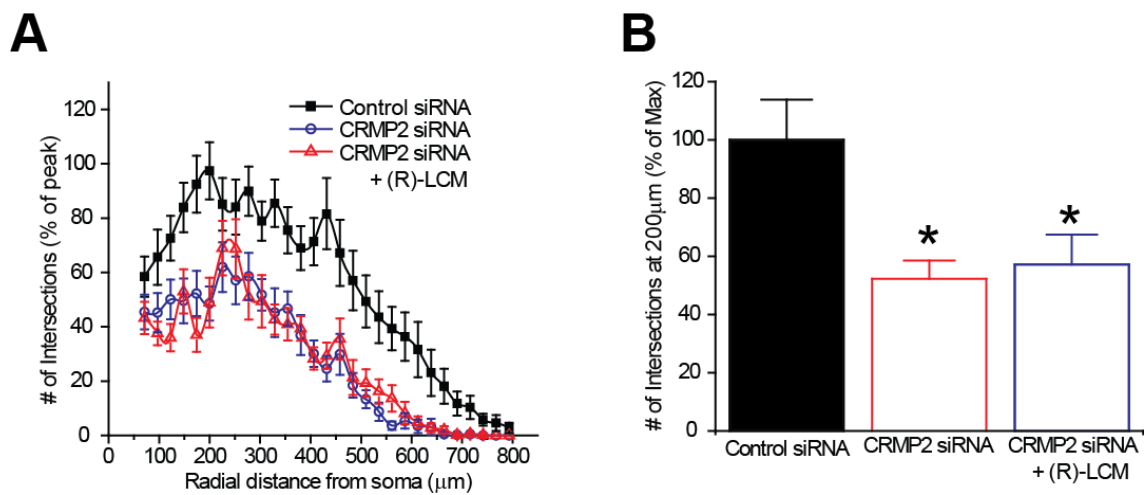 A
# of Intersections (% of peak)
120
100
80
60
40
20
0
Control siRNA
CRMP2 siRNA
CRMP2 siRNA
+ (R)-LCM
0 100 200 300 400 500 600 700 800
Radial distance from soma (μm)
B
# of Intersections at 200μm (% of Max)
120
100
80
60
40
20
0
*
*
Control siRNA
CRMP2 siRNA
CRMP2 siRNA
+ (R)-LCM